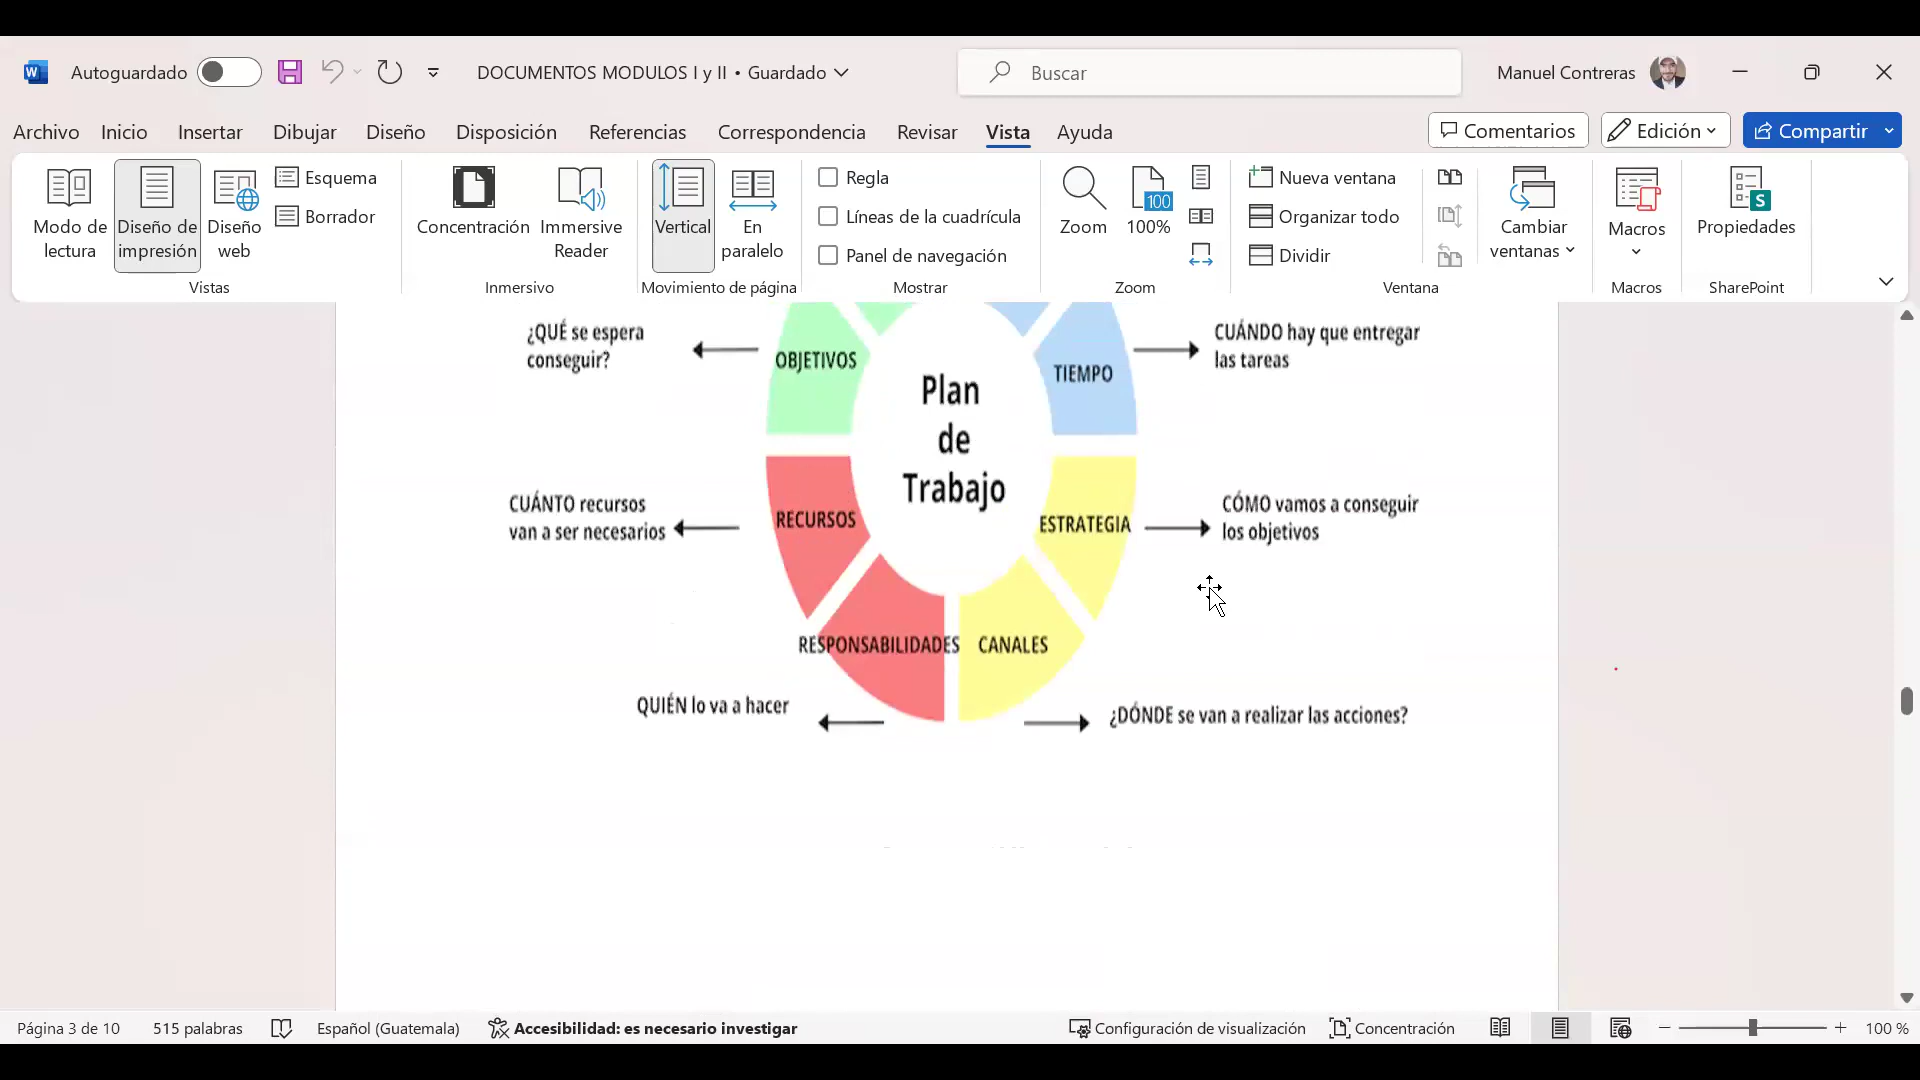 Autoguardado
DOCUMENTOS MODULOS I y II • Guardado
Buscar
Manuel Contreras
Archivo
Inicio
Insertar
Dibujar
Diseño
Disposición
Referencias
Correspondencia
Revisar
Vista
Ayuda
Comentarios
Edición
Compartir
Modo de
lectura
Diseño de
impresión
Diseño
web
Esquema
Borrador
Vistas
Concentración
Immersive
Reader
Inmersivo
Vertical
En
paralelo
Movimiento de página
Regla
Líneas de la cuadrícula
Panel de navegación
Mostrar
Zoom
100
100%
Zoom
Nueva ventana
Organizar todo
Dividir
Cambiar
ventanas
Ventana
Macros
Macros
S
Propiedades
SharePoint
¿QUÉ se espera
conseguir?
OBJETIVOS
TIEMPO
CUÁNDO hay que entregar
las tareas
Plan
de
Trabajo
CUÁNTO recursos
van a ser necesarios
RECURSOS
ESTRATEGIA
CÓMO vamos a conseguir
los objetivos
RESPONSABILIDADES
CANALES
QUIÉN lo va a hacer
¿DÓNDE se van a realizar las acciones?
Página 3 de 10
515 palabras
Español (Guatemala)
Accesibilidad: es necesario investigar
Configuración de visualización
Concentración
100 %